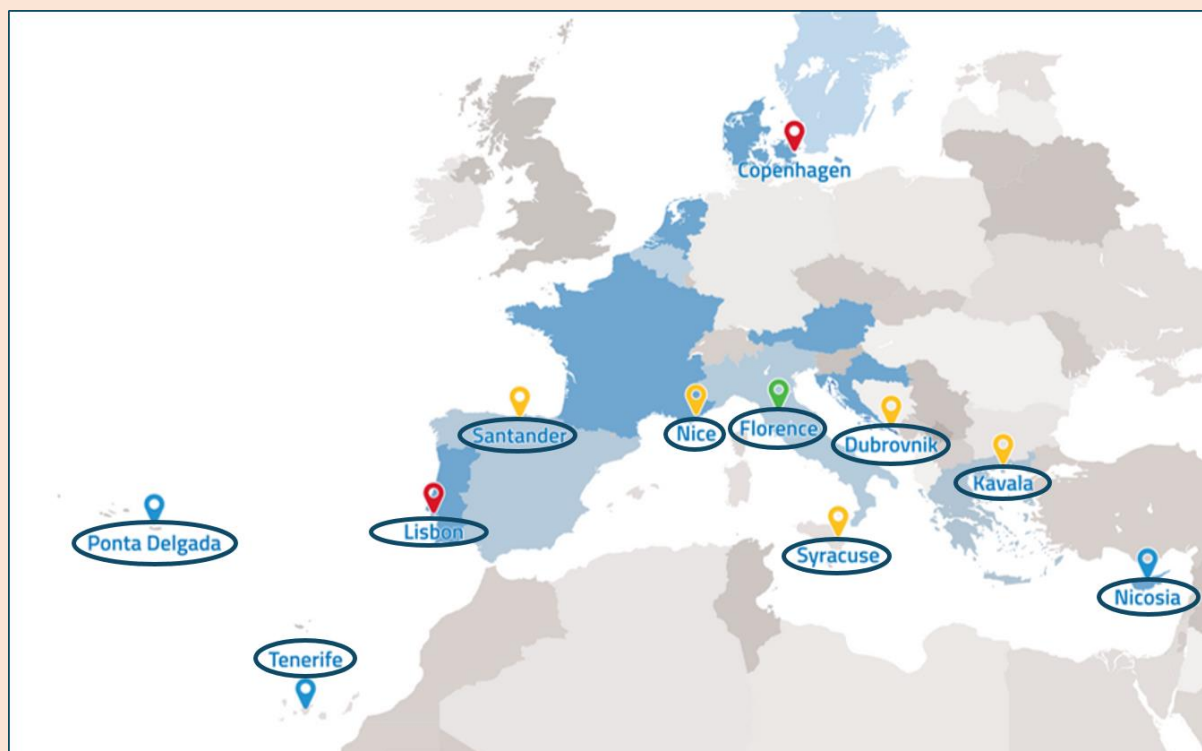 Copenhagen
Santander
Nice
Florence
Dubrovnik
Kavala
Ponta Delgada
Lisbon
Syracuse
Nicosia
Tenerife